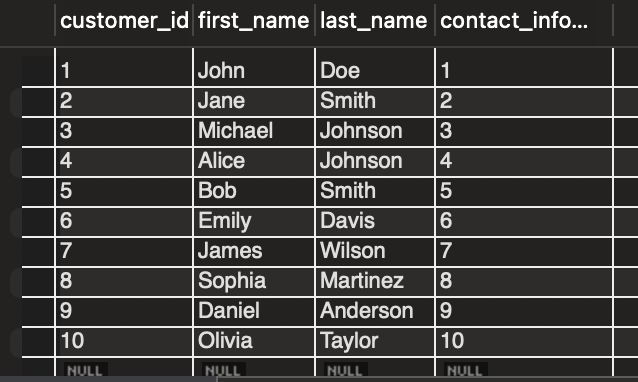 customer_id first_name last_name contact_info...
1 John Doe 1
2 Jane Smith 2
3 Michael Johnson 3
4 Alice Johnson 4
5 Bob Smith 5
6 Emily Davis 6
7 James Wilson 7
8 Sophia Martinez 8
9 Daniel Anderson 9
10 Olivia Taylor 10
NULL NULL NULL NULL